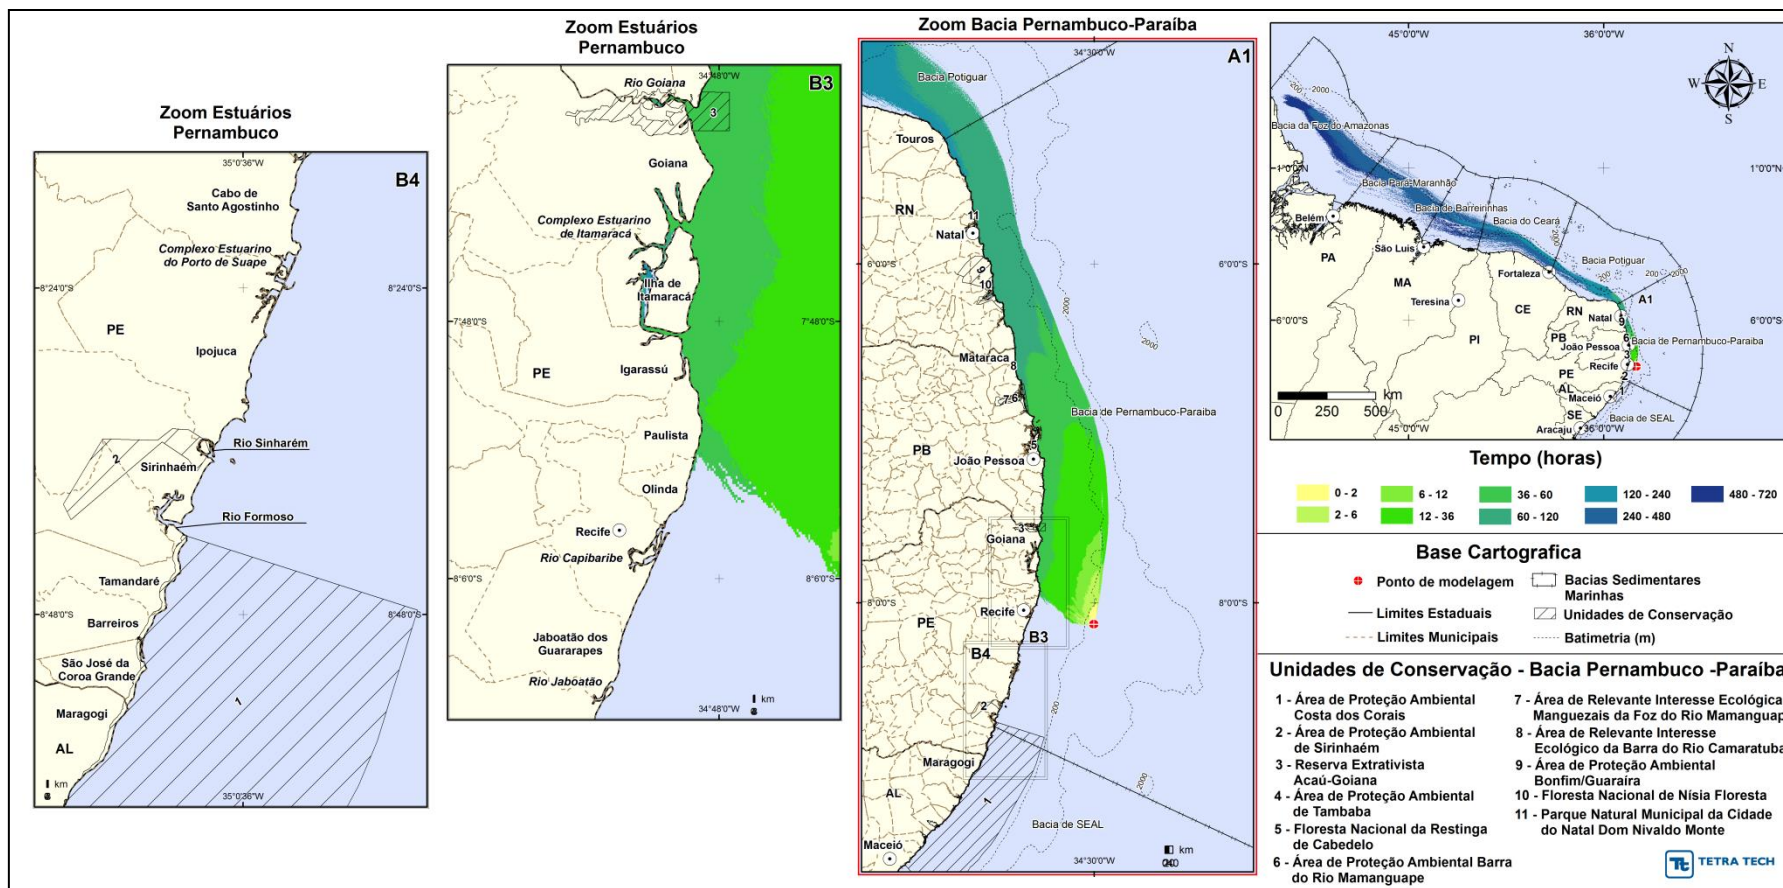 Zoom Estuários
Pernambuco
35°0'36"W
B4
Cabo de
Santo Agostinho
Complexo Estuarino
do Porto de Suape
8°24'0"S
8°24'0"S
PE
Ipojuca
Rio Sinharém
2
Sirinhaém
Rio Formoso
Tamandaré
8°48'0"S
8°48'0"S
Barreiros
São José da
Coroa Grande
1
Maragogi
AL
km
35°0'36"W
Zoom Estuários
Pernambuco
34°48'0"W
B3
Rio Goiana
3
Goiana
Complexo Estuarino
de Itamaracá
Ilha de
Itamaracá
7°48'0"S
7°48'0"S
PE
Igarassú
Paulista
Olinda
Recife
Rio Capibaribe
8°6'0"S
8°6'0"S
Jaboatão dos
Guararapes
Rio Jaboatão
km
34°48'0"W
Zoom Bacia Pernambuco-Paraíba
34°30'0"W
A1
Bacia Potiguar
Touros
RN
11
Natal
9
10
6°0'0"S
6°0'0"S
2000
2000
Mataraca
8
7
6
Bacia de Pernambuco-Paraiba
PB
5
João Pessoa
3
Goiana
8°0'0"S
8°0'0"S
Recife
PE
B3
B4
2
200
Maragogi
1
2000
AL
Bacia de SEAL
Maceió
km
34°30'0"W
45°0'0"W
36°0'0"W
N
W
E
S
200
2000
Bacia da Foz do Amazonas
1°0'0"N
1°0'0"N
Bacia Pará-Maranhão
Bacia de Barreirinhas
Bacia do Ceará
Belém
São Luis
2000
Bacia Potiguar
200
2000
Fortaleza
PA
MA
Teresina
CE
A1
RN
Natal
9
6°0'0"S
6°0'0"S
PI
PB
João Pessoa
6
Bacia de Pernambuco-Paraiba
3
Recife
PE
2
AL
1
Maceió
SE
Bacia de SEAL
Aracaju
km
0
250
500
45°0'0"W
36°0'0"W
Tempo (horas)
0 - 2
6 - 12
36 - 60
120 - 240
480 - 720
2 - 6
12 - 36
60 - 120
240 - 480
Base Cartografica
Ponto de modelagem
Bacias Sedimentares
Marinhas
Limites Estaduais
Unidades de Conservação
Limites Municipais
Batimetria (m)
Unidades de Conservação - Bacia Pernambuco -Paraíba
1 - Área de Proteção Ambiental
Costa dos Corais
2 - Área de Proteção Ambiental
de Sirinhaém
3 - Reserva Extrativista
Acaú-Goiana
4 - Área de Proteção Ambiental
de Tambaba
5 - Floresta Nacional da Restinga
de Cabedelo
6 - Área de Proteção Ambiental Barra
do Rio Mamanguape
7 - Área de Relevante Interesse Ecológica
Manguezais da Foz do Rio Mamanguap
8 - Área de Relevante Interesse
Ecológico da Barra do Rio Camaratuba
9 - Área de Proteção Ambiental
Bonfim/Guaraíra
10 - Floresta Nacional de Nísia Floresta
11 - Parque Natural Municipal da Cidade
do Natal Dom Nivaldo Monte
Tt
TETRA TECH